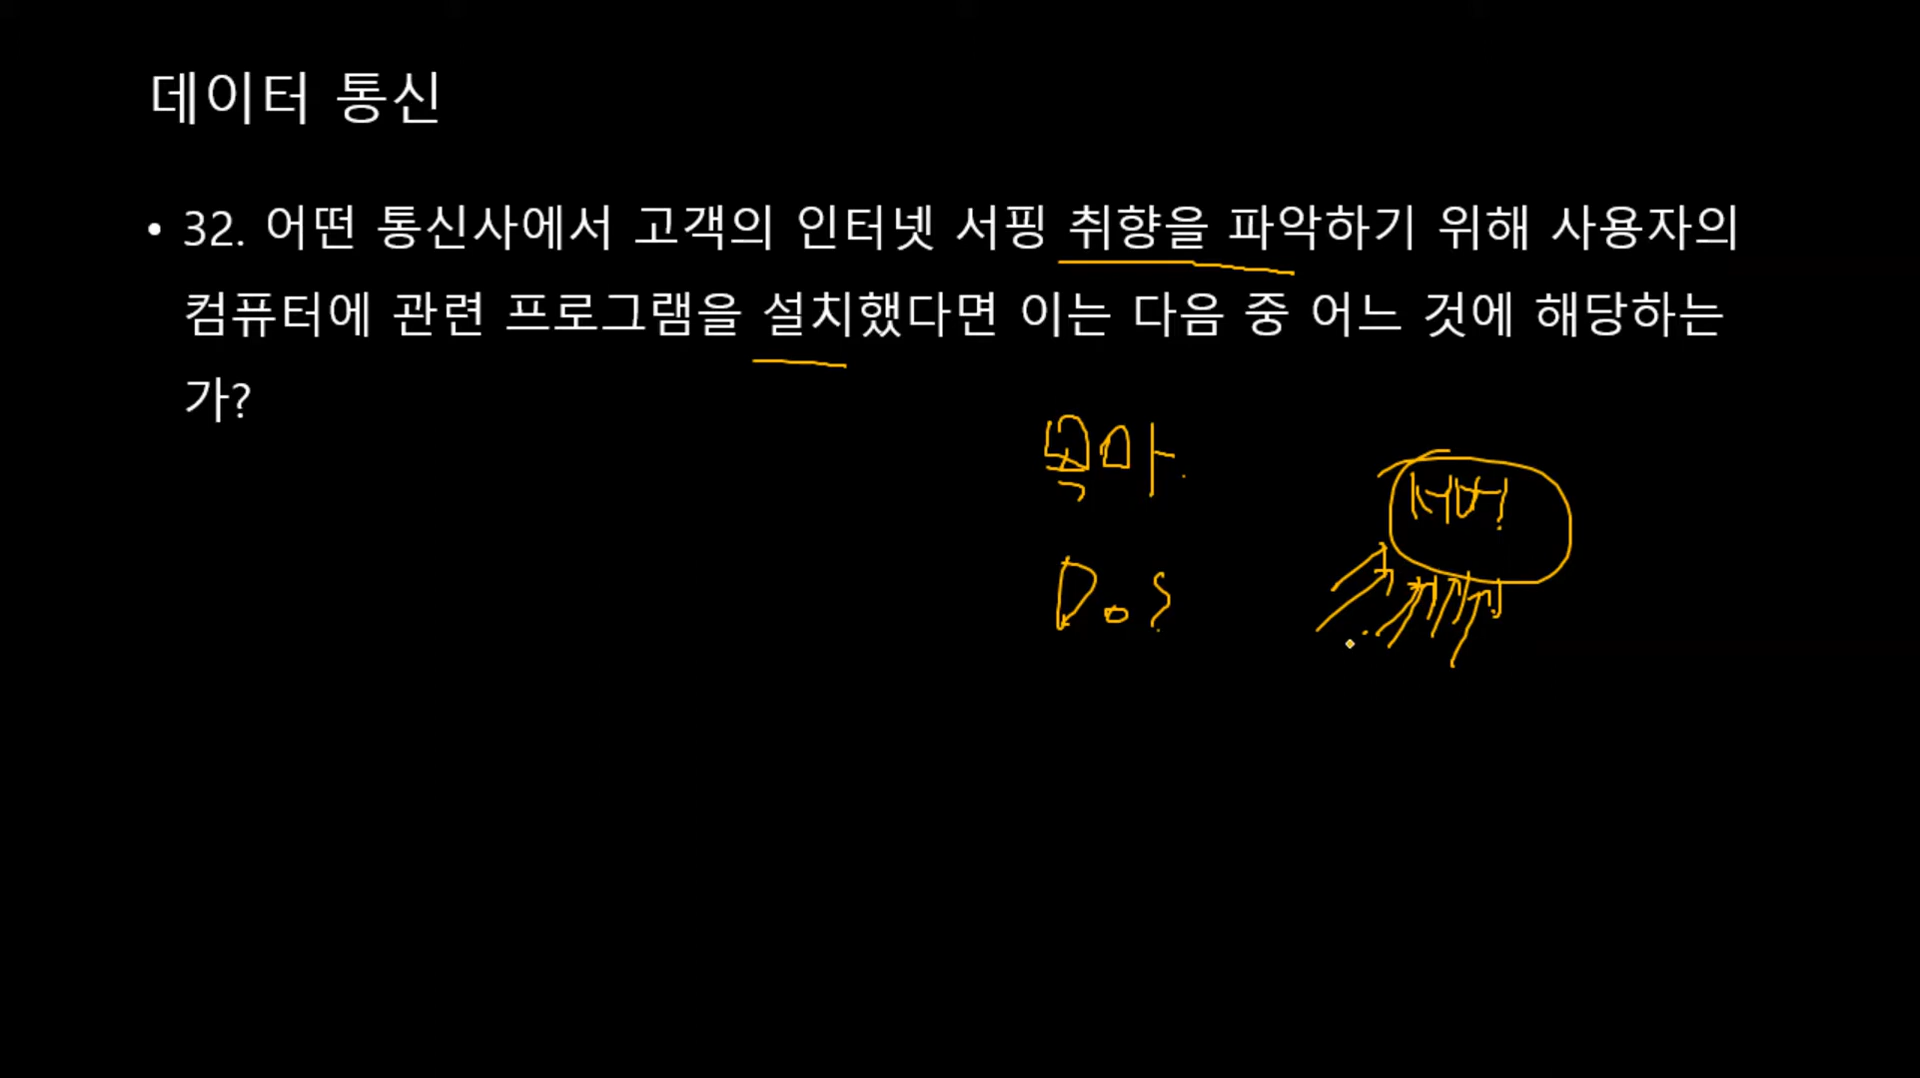 데이터 통신
• 32. 어떤 통신사에서 고객의 인터넷 서핑 취향을 파악하기 위해 사용자의
컴퓨터에 관련 프로그램을 설치했다면 이는 다음 중 어느 것에 해당하는
가?
목마
서버
DoS